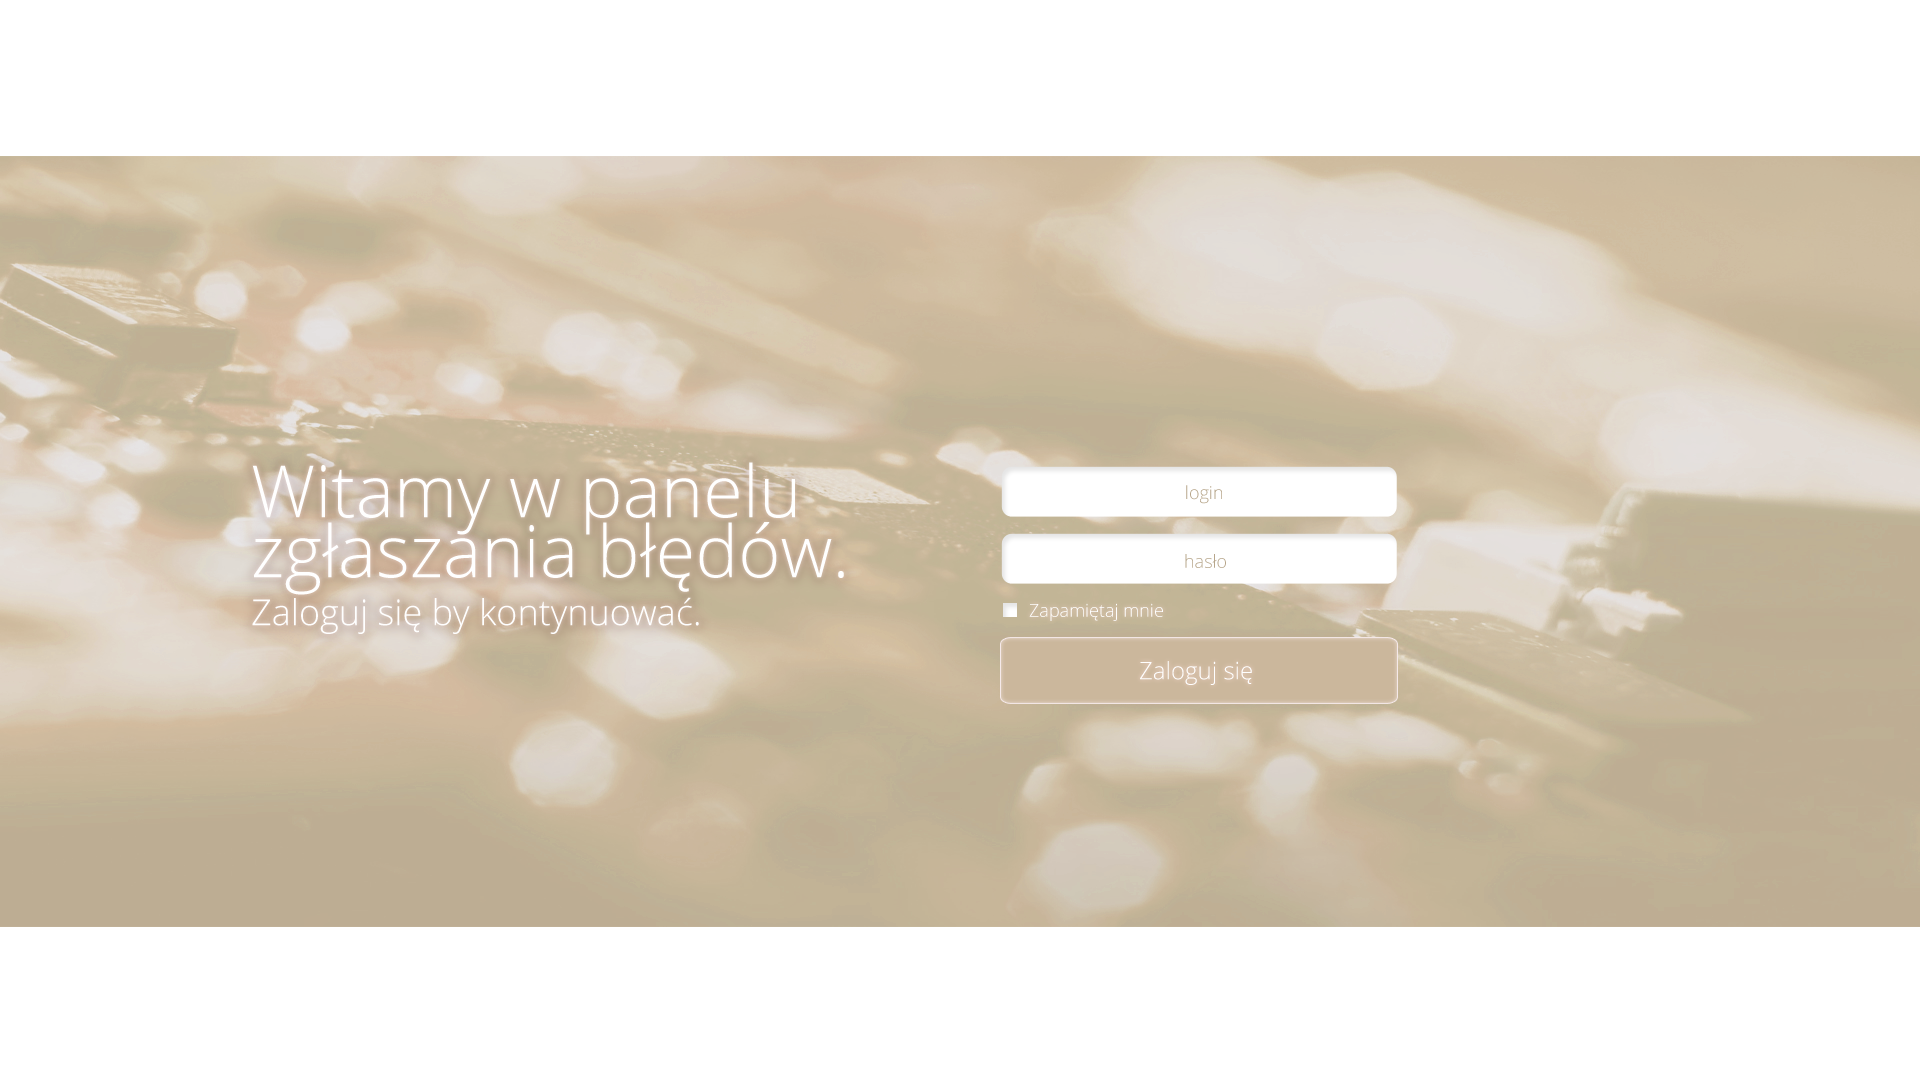 Witamy w panelu
zgłaszania błędów.
Zaloguj się by kontynuować.
login
hasło
Zapamiętaj mnie
Zaloguj się